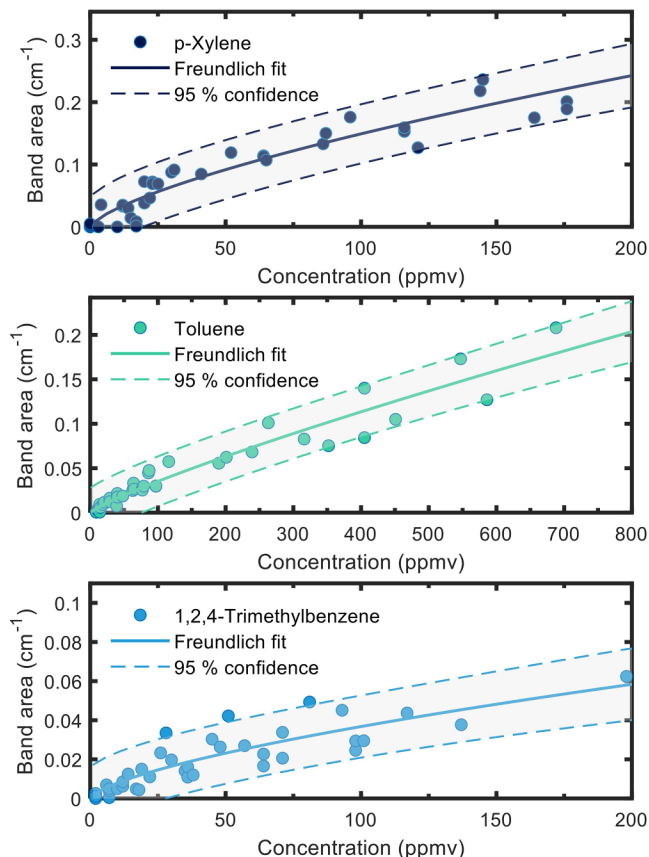 0.3
0.2
0.1
0
Band area (cm⁻¹)
p-Xylene
Freundlich fit
95 % confidence
0 50 100 150 200
Concentration (ppmv)
0.2
0.15
0.1
0.05
0
Band area (cm⁻¹)
Toluene
Freundlich fit
95 % confidence
0 100 200 300 400 500 600 700 800
Concentration (ppmv)
0.1
0.08
0.06
0.04
0.02
0
Band area (cm⁻¹)
1,2,4-Trimethylbenzene
Freundlich fit
95 % confidence
0 50 100 150 200
Concentration (ppmv)